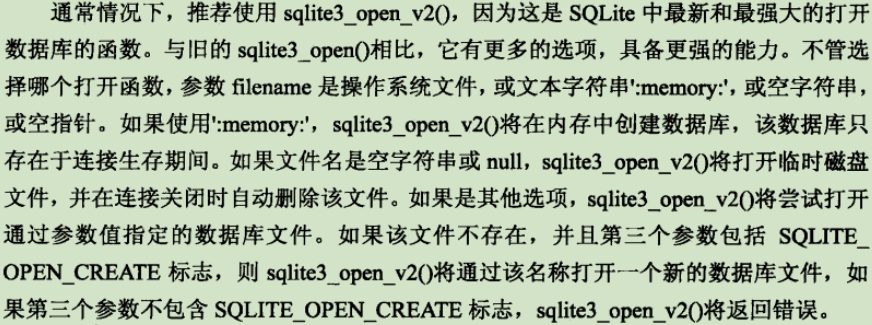 通常情况下，推荐使用 sqlite3_open_v2()，因为这是 SQLite 中最新和最强大的打开
数据库的函数。与旧的 sqlite3_open()相比，它有更多的选项，具备更强的能力。不管选
择哪个打开函数，参数 filename 是操作系统文件，或文本字符串':memory:'，或空字符串，
或空指针。如果使用':memory:'，sqlite3_open_v2()将在内存中创建数据库，该数据库只
存在于连接生存期间。如果文件名是空字符串或 null，sqlite3_open_v2()将打开临时磁盘
文件，并在连接关闭时自动删除该文件。如果是其他选项，sqlite3_open_v2()将尝试打开
通过参数值指定的数据库文件。如果该文件不存在，并且第三个参数包括 SQLITE_
OPEN_CREATE 标志，则 sqlite3_open_v2()将通过该名称打开一个新的数据库文件，如
果第三个参数不包含 SQLITE_OPEN_CREATE 标志，sqlite3_open_v2()将返回错误。